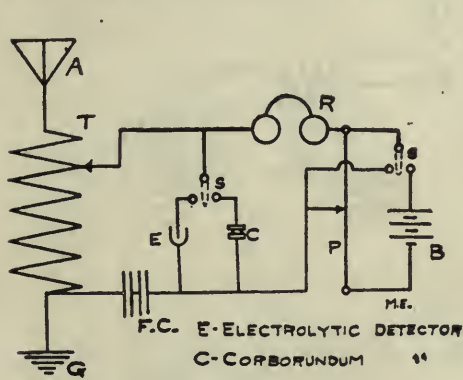 A
T
R
S
S
E
C
P
B
F.C.
M.E.
G
E-ELECTROLYTIC DETECTOR
C-CORBORUNDUM "